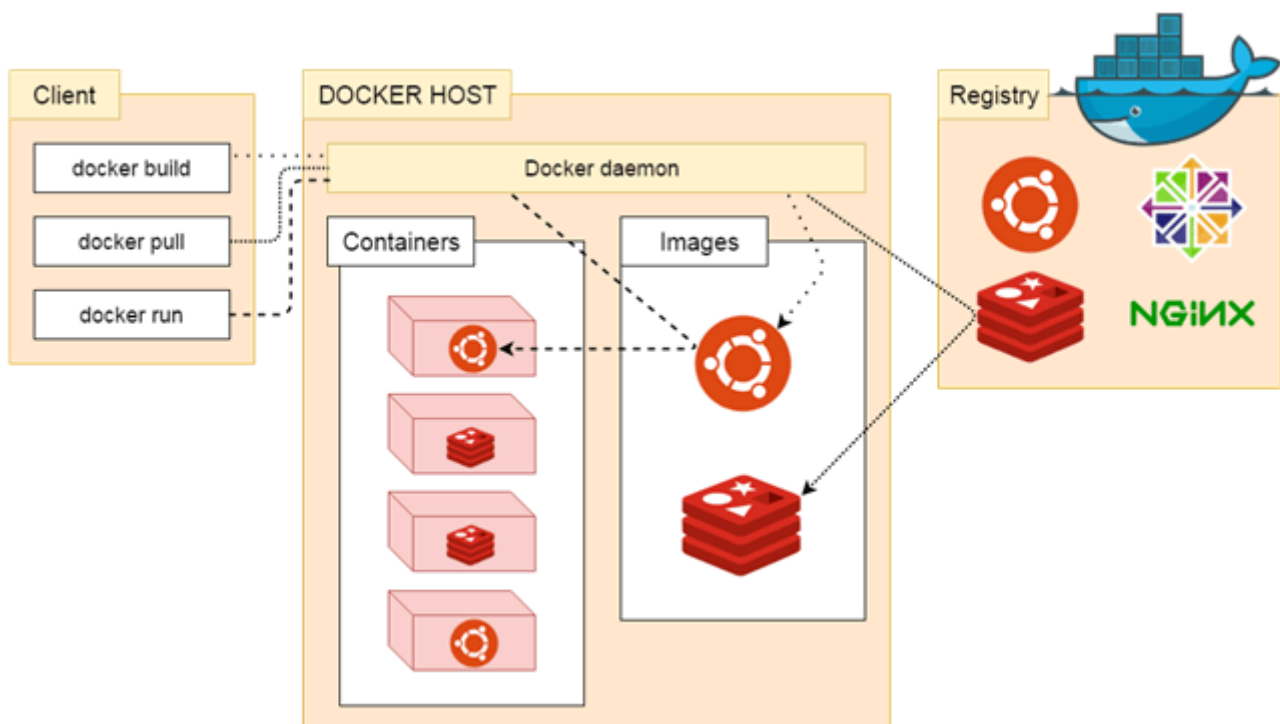 Client
docker build
docker pull
docker run
DOCKER HOST
Docker daemon
Containers
Images
Registry
NGiNX